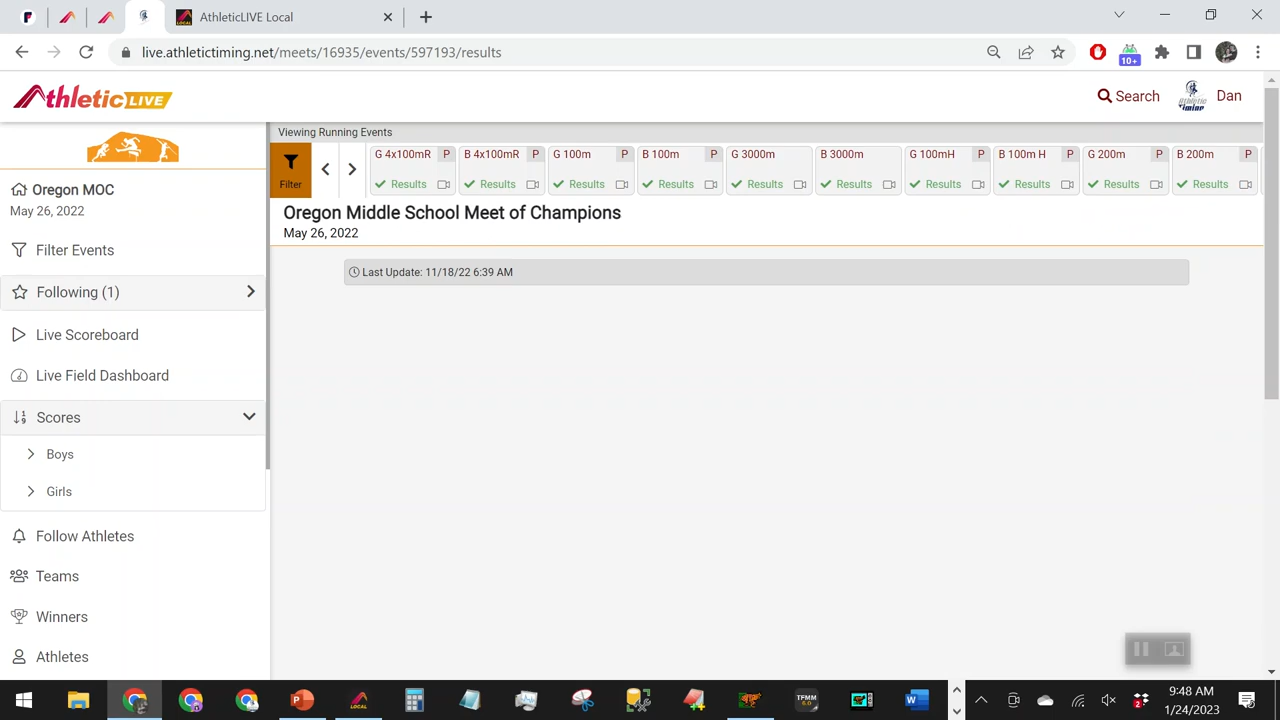 AthleticLIVE Local
live.athletictiming.net/meets/16935/events/597193/results
10+
AthleticLIVE
Search
Dan
Oregon MOC
May 26, 2022
Filter Events
Following (1)
Live Scoreboard
Live Field Dashboard
Scores
Boys
Girls
Follow Athletes
Teams
Winners
Athletes
Viewing Running Events
Filter
G 4x100mR P
Results
B 4x100mR P
Results
G 100m P
Results
B 100m P
Results
G 3000m
Results
B 3000m
Results
G 100mH P
Results
B 100m H P
Results
G 200m P
Results
B 200m P
Results
Oregon Middle School Meet of Champions
May 26, 2022
Last Update: 11/18/22 6:39 AM
9:48 AM
1/24/2023